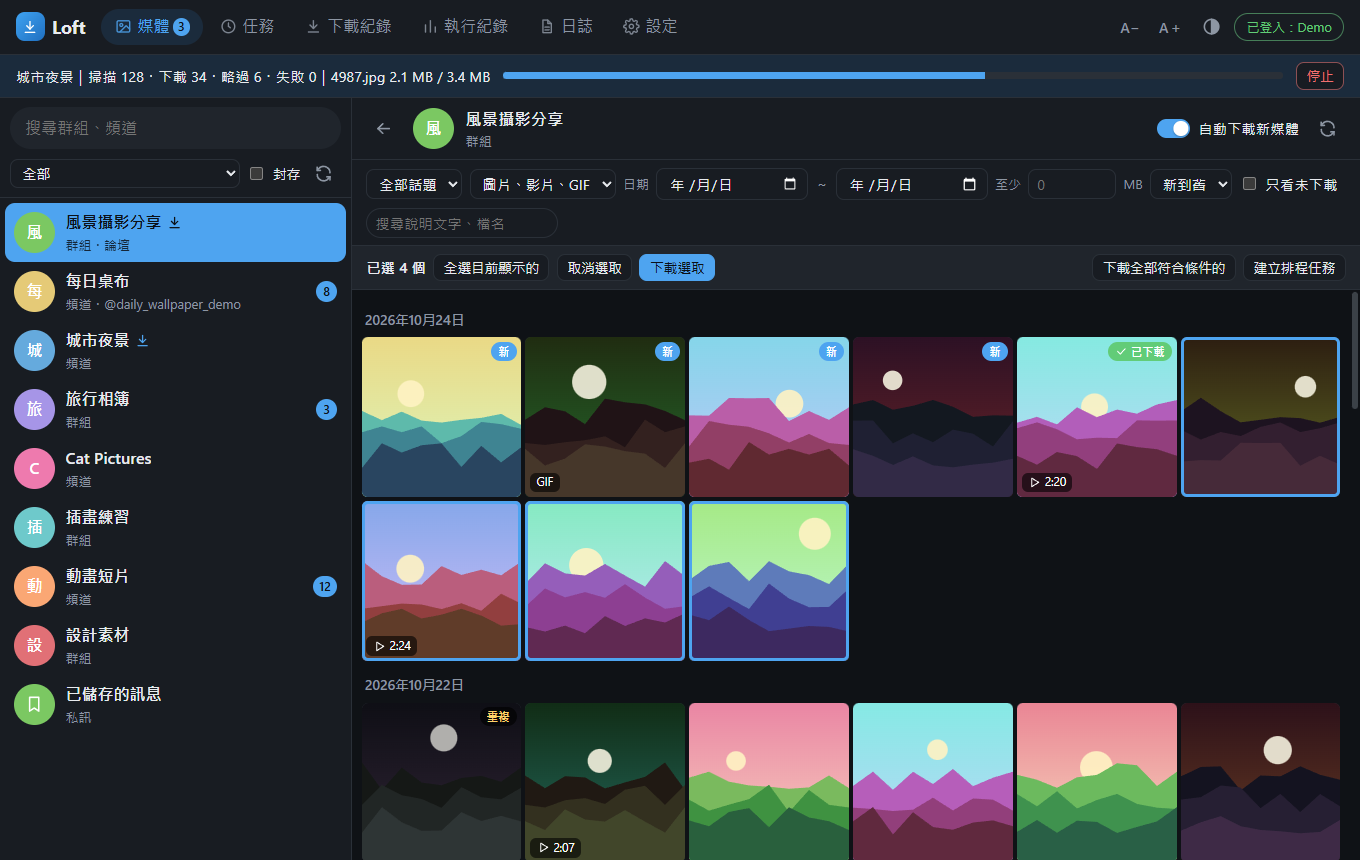 Loft 媒體 3 任務 下載紀錄 執行紀錄 日誌 設定 A− A+ 已登入：Demo
城市夜景 | 掃描 128 · 下載 34 · 略過 6 · 失敗 0 | 4987.jpg 2.1 MB / 3.4 MB 停止
搜尋群組、頻道
全部 封存
風 風景攝影分享
群組 · 論壇
每 每日桌布 8
頻道 · @daily_wallpaper_demo
城 城市夜景
頻道
旅 旅行相簿 3
群組
C Cat Pictures
頻道
插 插畫練習
群組
動 動畫短片 12
頻道
設 設計素材
群組
已儲存的訊息
私訊
風 風景攝影分享
群組
自動下載新媒體
全部話題 圖片、影片、GIF 日期 年 /月/日 ~ 年 /月/日 至少 0 MB 新到舊 只看未下載
搜尋說明文字、檔名
已選 4 個 全選目前顯示的 取消選取 下載選取 下載全部符合條件的 建立排程任務
2026年10月24日
新 新 新 新 已下載
GIF 2:20
2:24
2026年10月22日
重複
2:07